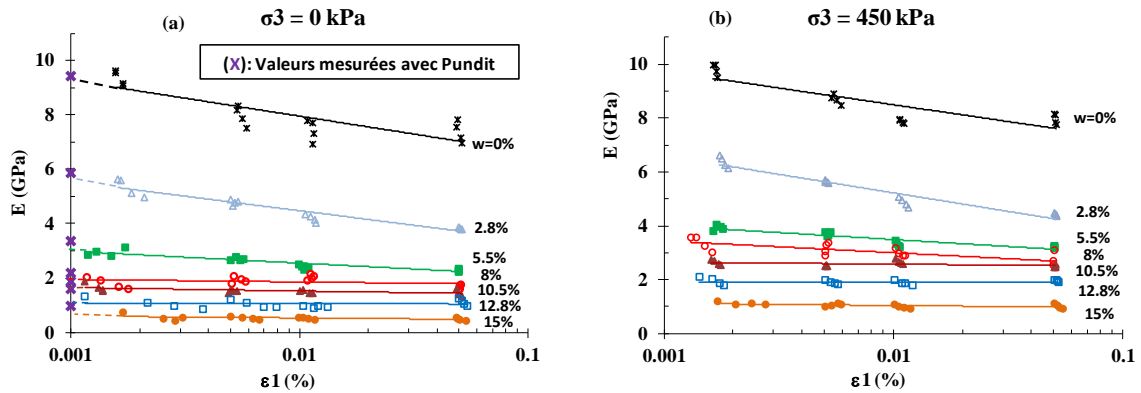 (a)
σ3 = 0 kPa
(X): Valeurs mesurées avec Pundit
E (GPa)
10
8
6
4
2
0
w=0%
2.8%
5.5%
8%
10.5%
12.8%
15%
0.001
0.01
0.1
ε1 (%)
(b)
σ3 = 450 kPa
E (GPa)
10
8
6
4
2
0
w=0%
2.8%
5.5%
8%
10.5%
12.8%
15%
0.001
0.01
0.1
ε1 (%)